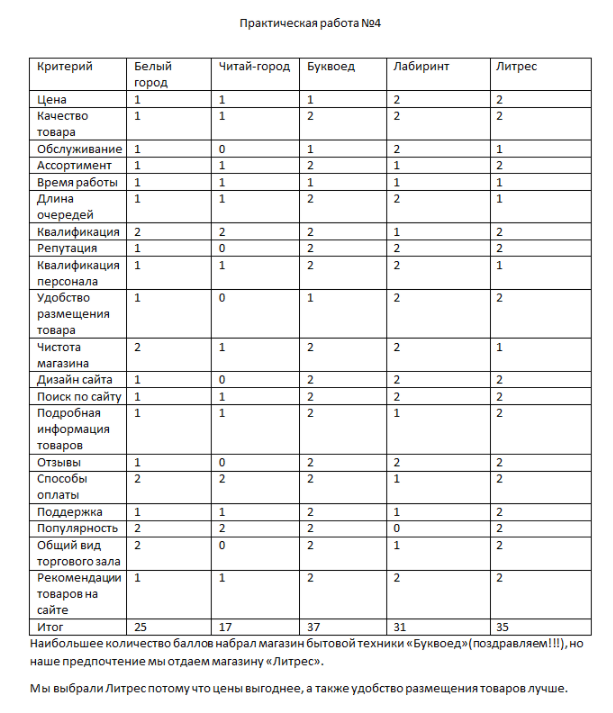 Практическая работа №4
Критерий Белый город Читай-город Буквоед Лабиринт Литрес
Цена 1 1 1 2 2
Качество товара 1 1 2 2 2
Обслуживание 1 0 1 2 1
Ассортимент 1 1 2 1 2
Время работы 1 1 1 1 1
Длина очередей 1 1 2 2 1
Квалификация 2 2 2 1 2
Репутация 1 0 2 2 2
Квалификация персонала 1 1 2 2 1
Удобство размещения товара 1 0 1 2 2
Чистота магазина 2 1 2 2 1
Дизайн сайта 1 0 2 2 2
Поиск по сайту 1 1 2 2 2
Подробная информация товаров 1 1 2 1 2
Отзывы 1 0 2 2 2
Способы оплаты 2 2 2 1 2
Поддержка 1 1 2 1 2
Популярность 2 2 2 0 2
Общий вид торгового зала 2 0 2 1 2
Рекомендации товаров на сайте 1 1 2 2 2
Итог 25 17 37 31 35
Наибольшее количество баллов набрал магазин бытовой техники «Буквоед»(поздравляем!!!), но
наше предпочтение мы отдаем магазину «Литрес».
Мы выбрали Литрес потому что цены выгоднее, а также удобство размещения товаров лучше.